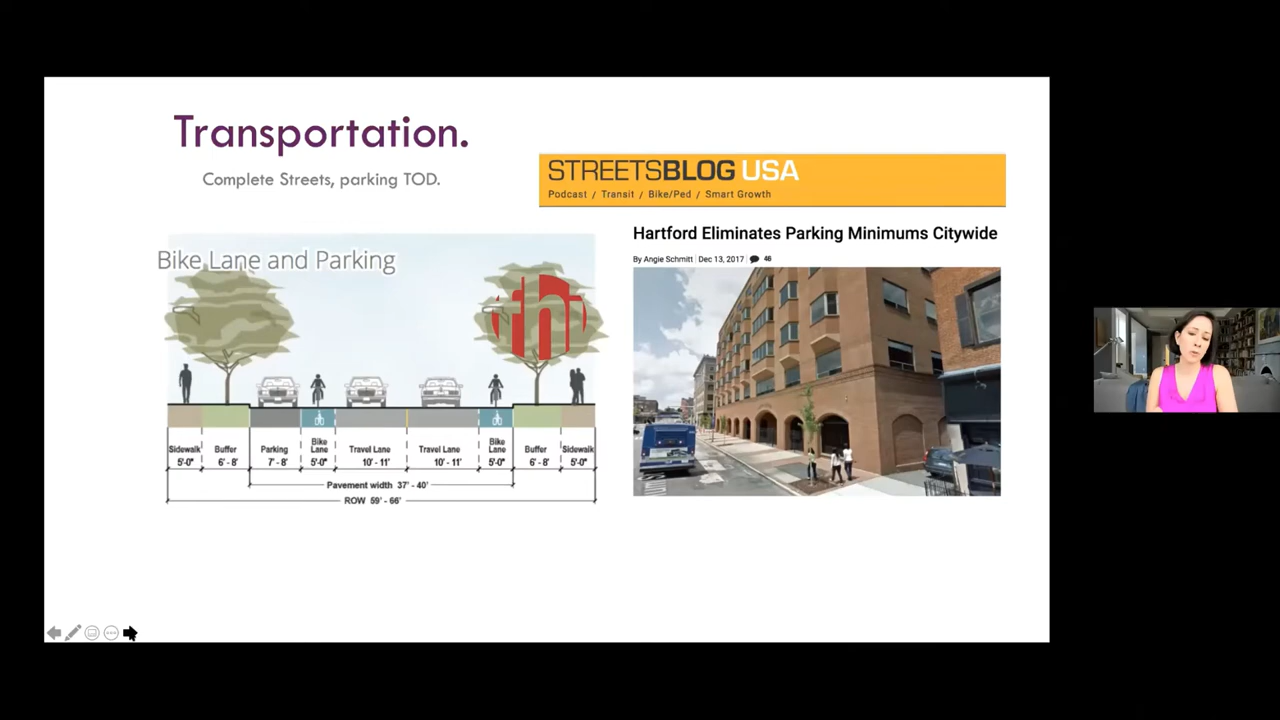 Transportation.
Complete Streets, parking TOD.
STREETSBLOG USA
Podcast / Transit / Bike/Ped / Smart Growth
Hartford Eliminates Parking Minimums Citywide
By Angie Schmitt Dec 13, 2017 46
Bike Lane and Parking
Sidewalk Buffer Parking Bike Lane Travel Lane Travel Lane Bike Lane Buffer Sidewalk
5'-0" 6' - 8' 7' - 8' 5'-0" 10' - 11' 10' - 11' 5'-0" 6' - 8' 5'-0"
Pavement width 37' - 40'
ROW 59' - 66'